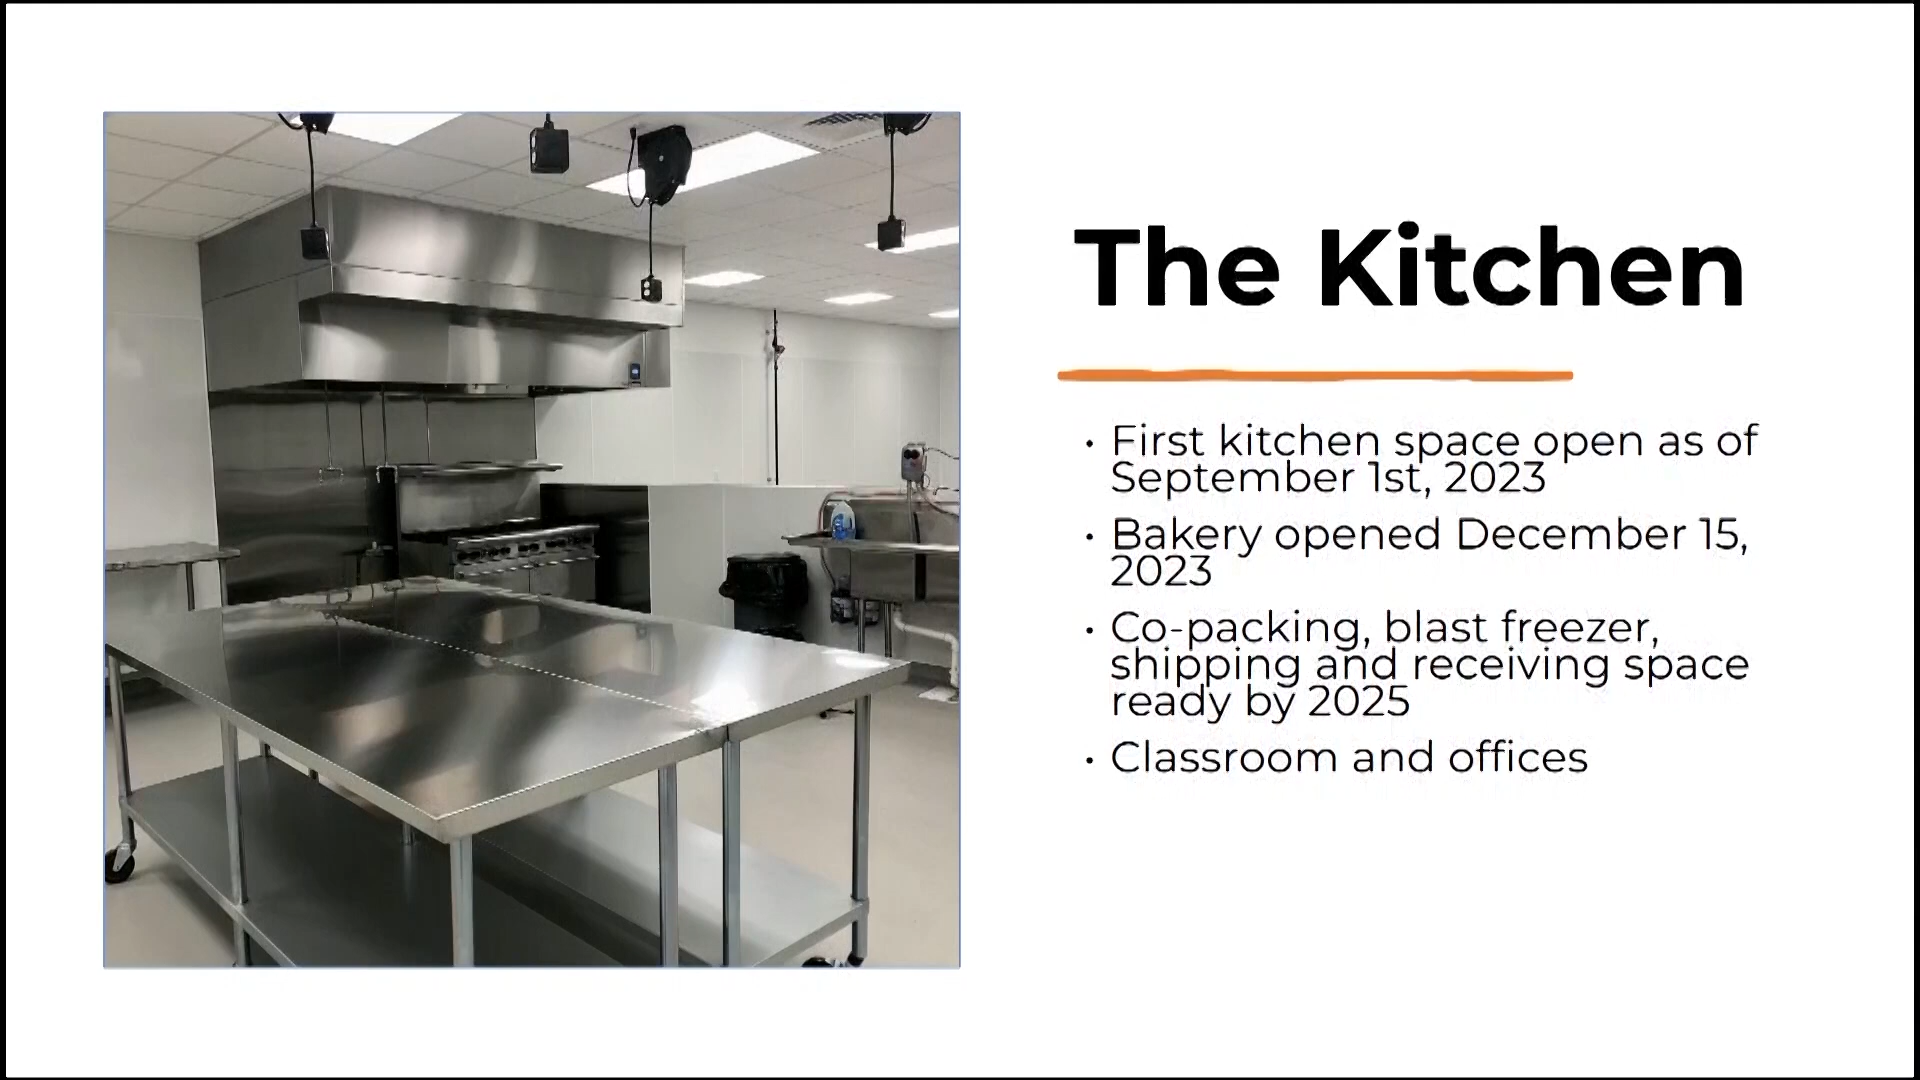 The Kitchen
• First kitchen space open as of
September 1st, 2023
• Bakery opened December 15,
2023
• Co-packing, blast freezer,
shipping and receiving space
ready by 2025
• Classroom and offices